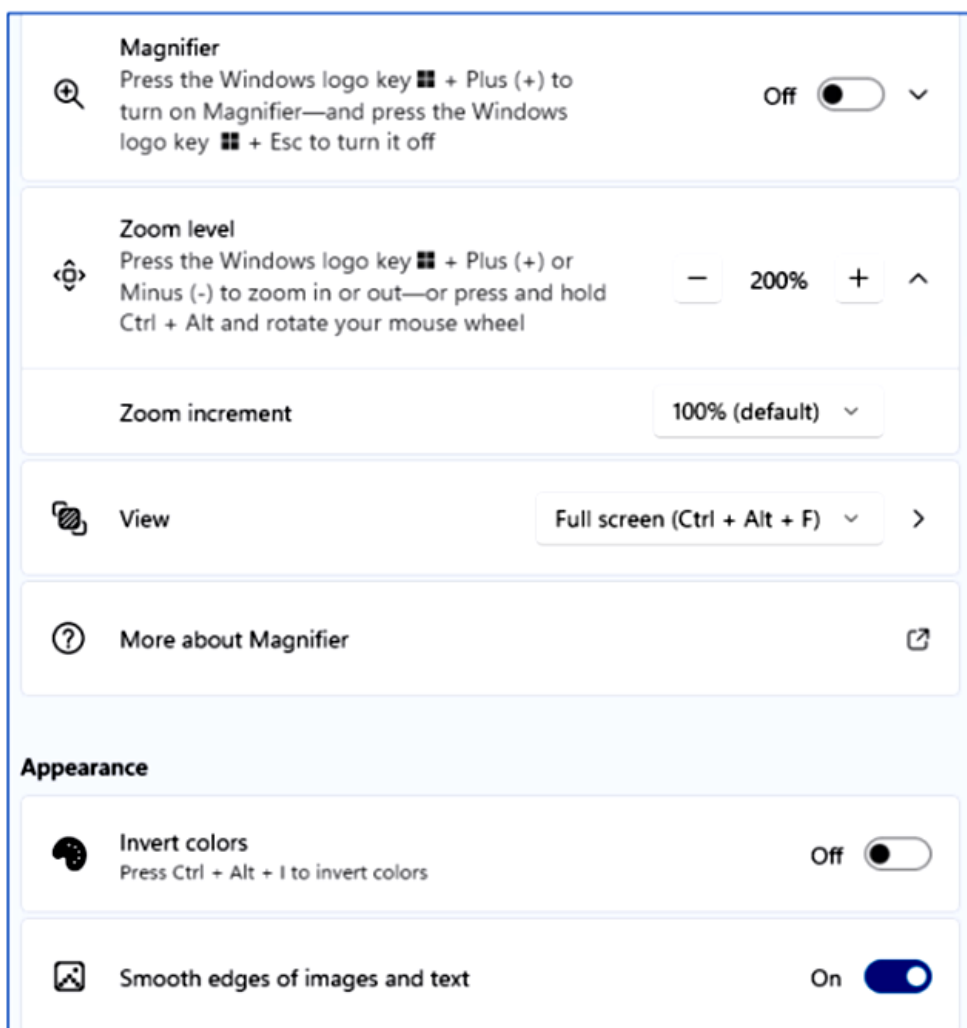 Magnifier
Press the Windows logo key + Plus (+) to
turn on Magnifier—and press the Windows
logo key + Esc to turn it off
Off
Zoom level
Press the Windows logo key + Plus (+) or
Minus (-) to zoom in or out—or press and hold
Ctrl + Alt and rotate your mouse wheel
200%
Zoom increment
100% (default)
View
Full screen (Ctrl + Alt + F)
More about Magnifier
Appearance
Invert colors
Press Ctrl + Alt + I to invert colors
Off
Smooth edges of images and text
On